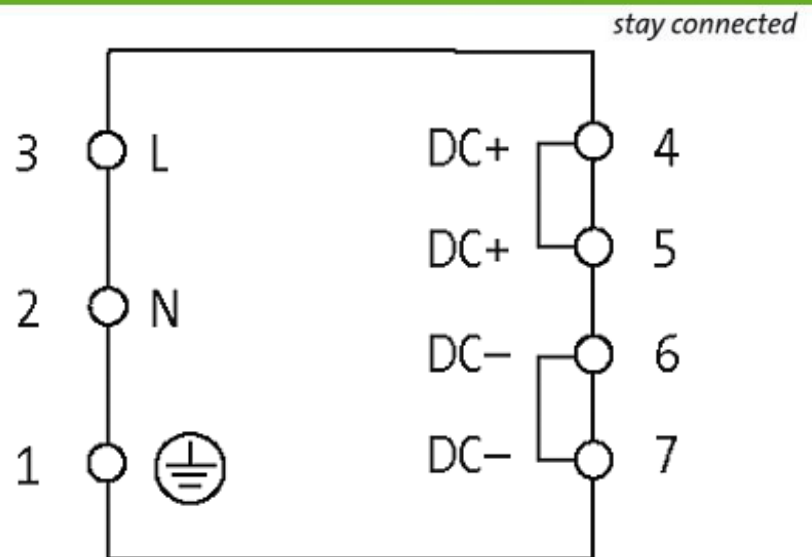 stay connected
3 L DC+ 4
DC+ 5
2 N DC− 6
1 DC− 7